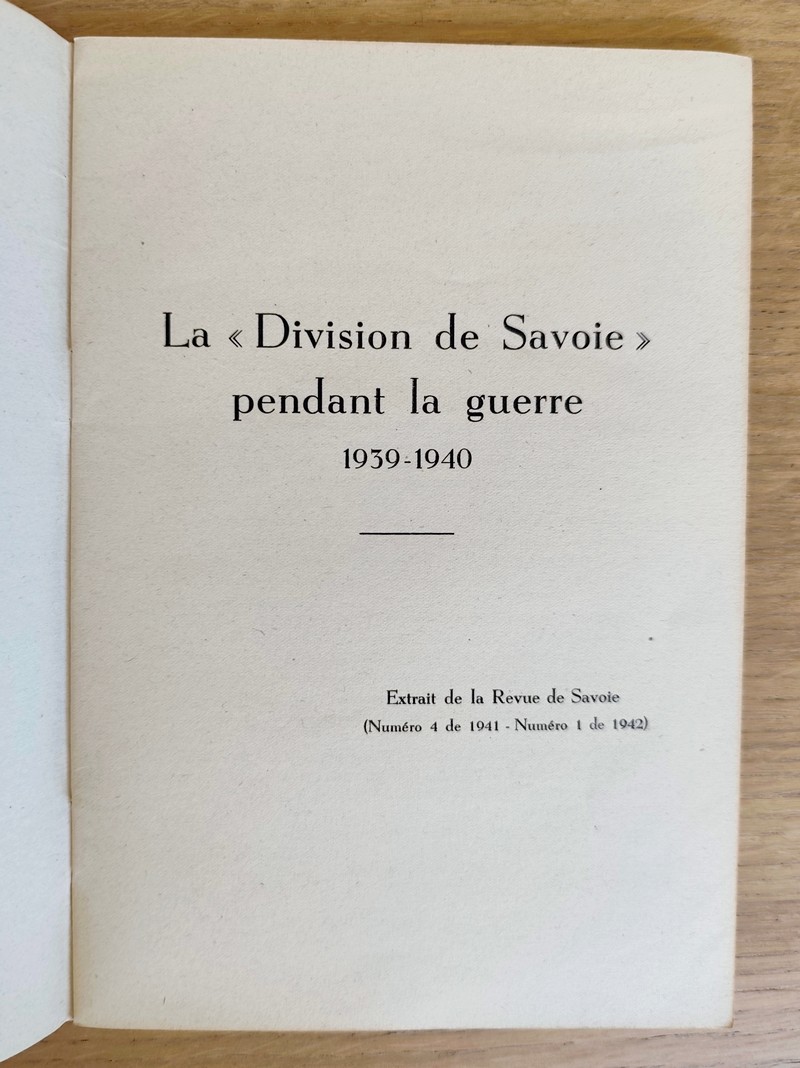 La « Division de Savoie »
pendant la guerre
1939-1940
Extrait de la Revue de Savoie
(Numéro 4 de 1941 - Numéro 1 de 1942)